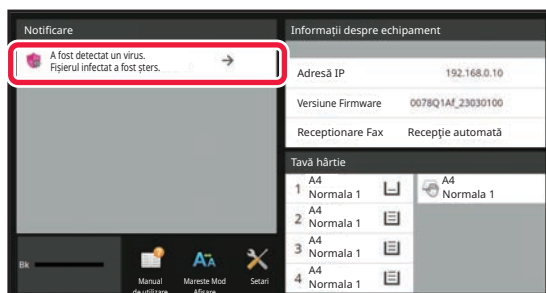 Notificare
A fost detectat un virus.
Fișierul infectat a fost șters.
Informații despre echipament
Adresă IP 192.168.0.10
Versiune Firmware 0078Q1Af_23030100
Receptionare Fax Recepție automată
Tavă hârtie
1 A4
Normala 1
A4
Normala 1
2 A4
Normala 1
3 A4
Normala 1
4 A4
Normala 1
Bk
Manual
de utilizare
Mareste Mod
Afisare
Setari